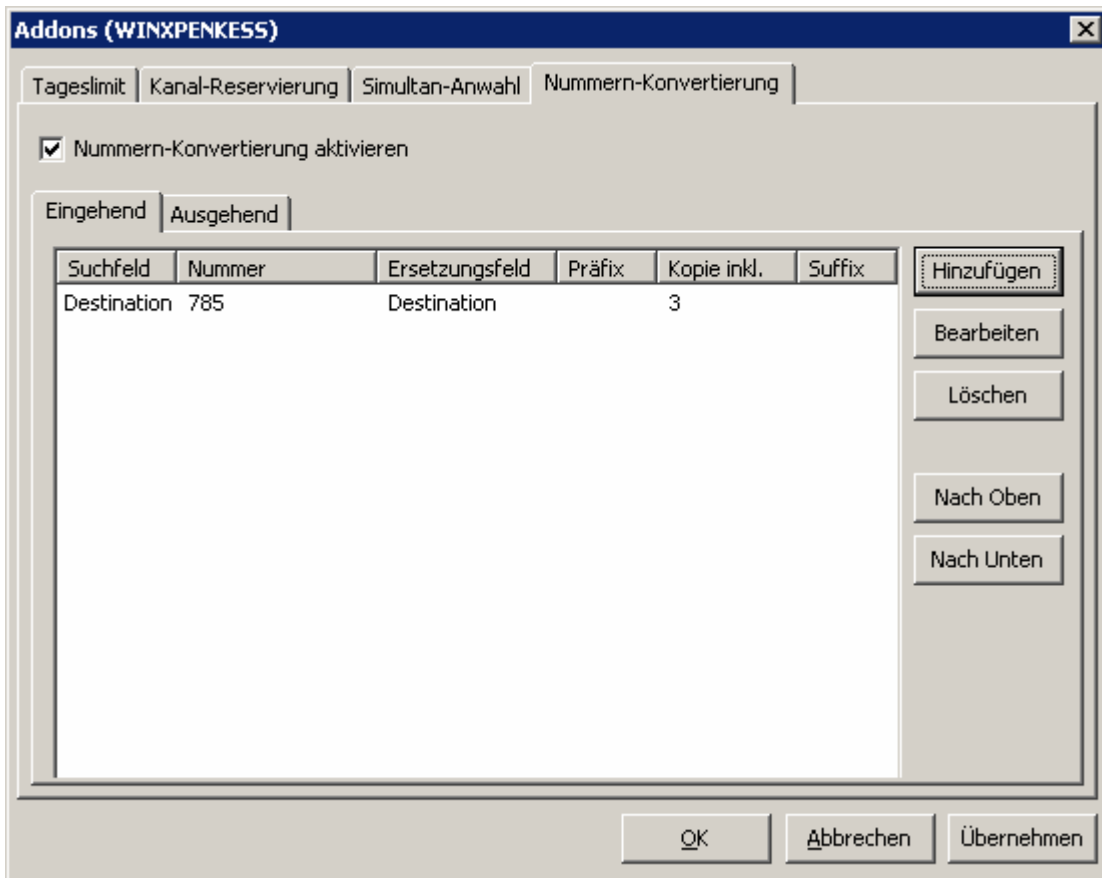 Addons (WINXPENKESS)
Tageslimit Kanal-Reservierung Simultan-Anwahl Nummern-Konvertierung
Nummern-Konvertierung aktivieren
Eingehend Ausgehend
Suchfeld Nummer Ersetzungsfeld Präfix Kopie inkl. Suffix
Destination 785 Destination 3
Hinzufügen
Bearbeiten
Löschen
Nach Oben
Nach Unten
OK Abbrechen Übernehmen